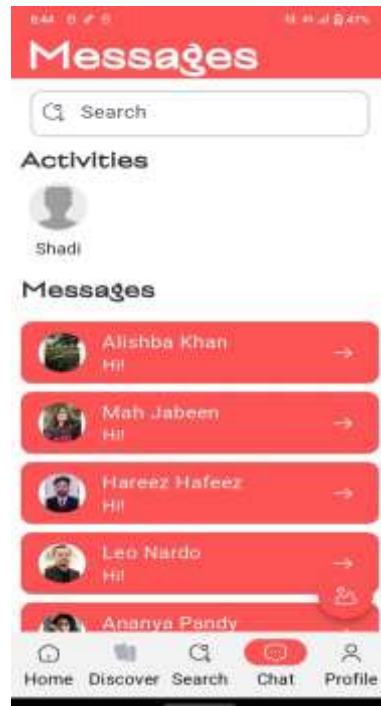 Messages
Search
Activities
Shadi
Messages
Alishba Khan
Hi!
Mah Jabeen
Hi!
Hareez Hafeez
Hi!
Leo Nardo
Hi!
Ananya Pandy
Home Discover Search Chat Profile